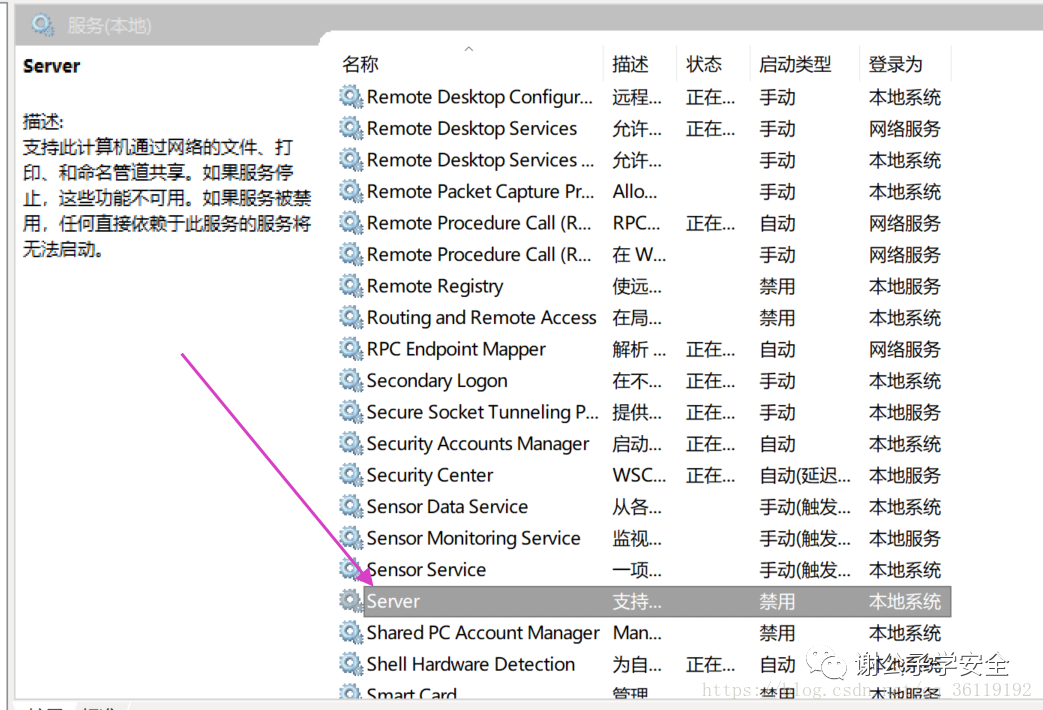 服务(本地)
Server
描述:
支持此计算机通过网络的文件、打
印、和命名管道共享。如果服务停
止，这些功能不可用。如果服务被禁
用，任何直接依赖于此服务的服务将
无法启动。
名称 描述 状态 启动类型 登录为
Remote Desktop Configur... 远程... 正在... 手动 本地系统
Remote Desktop Services 允许... 正在... 手动 网络服务
Remote Desktop Services ... 允许... 手动 本地系统
Remote Packet Capture Pr... Allo... 手动 本地系统
Remote Procedure Call (R... RPC... 正在... 自动 网络服务
Remote Procedure Call (R... 在 W... 手动 网络服务
Remote Registry 使远... 禁用 本地服务
Routing and Remote Access 在局... 禁用 本地系统
RPC Endpoint Mapper 解析 ... 正在... 自动 网络服务
Secondary Logon 在不... 正在... 手动 本地系统
Secure Socket Tunneling P... 提供... 正在... 手动 本地服务
Security Accounts Manager 启动... 正在... 自动 本地系统
Security Center WSC... 正在... 自动(延迟... 本地服务
Sensor Data Service 从各... 手动(触发... 本地系统
Sensor Monitoring Service 监视... 手动(触发... 本地服务
Sensor Service 一项... 手动(触发... 本地系统
Server 支持... 禁用 本地系统
Shared PC Account Manager Man... 禁用 本地系统
Shell Hardware Detection 为自... 正在... 自动 本地系统
谢公子学安全
Smart Card 管理 禁用 本地服务